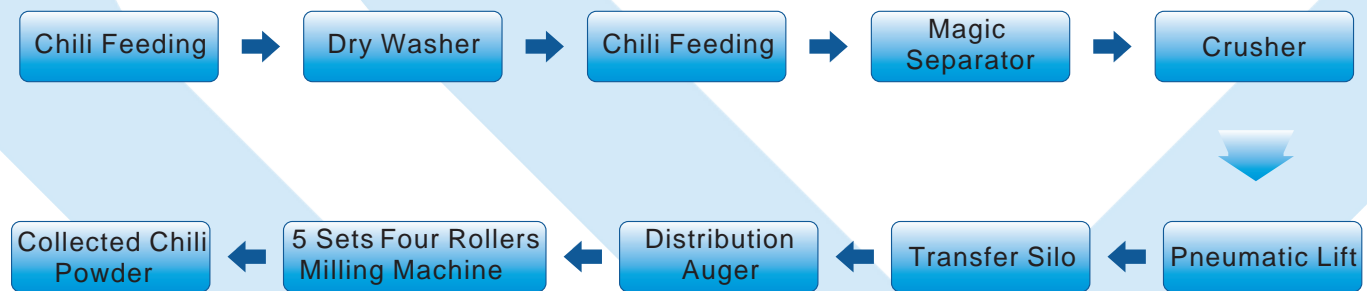 Chili Feeding
Dry Washer
Chili Feeding
Magic
Separator
Crusher
Collected Chili
Powder
5 Sets Four Rollers
Milling Machine
Distribution
Auger
Transfer Silo
Pneumatic Lift